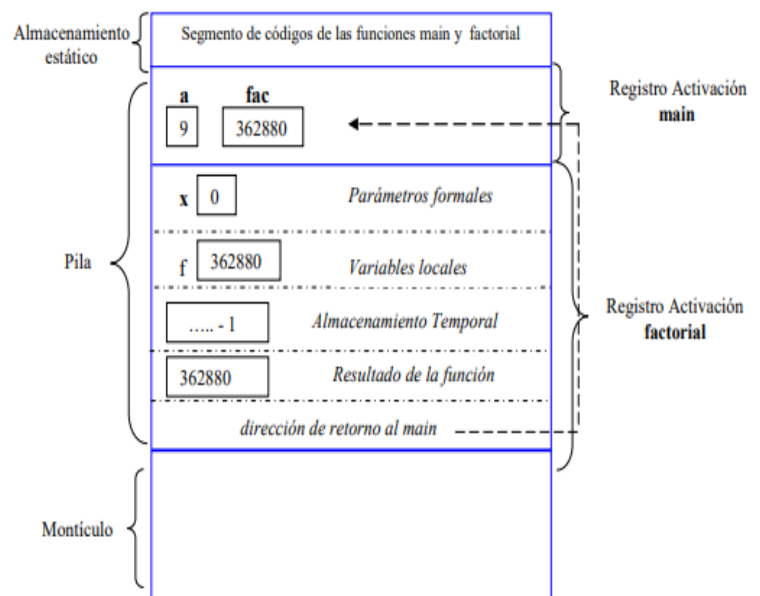 Almacenamiento
estático
Segmento de códigos de las funciones main y factorial
Registro Activación
main
a fac
9 362880
Pila
x 0 Parámetros formales
f 362880 Variables locales
..... - 1 Almacenamiento Temporal
362880 Resultado de la función
dirección de retorno al main
Registro Activación
factorial
Montículo